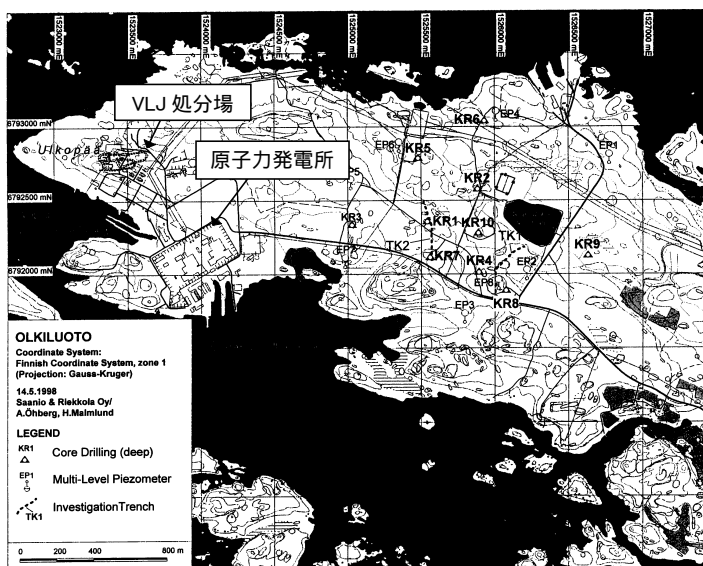 1523000 mE
1523500 mE
1524000 mE
1524500 mE
1525000 mE
1525500 mE
1526000 mE
1526500 mE
1527000 mE
VLJ 処分場
原子力発電所
6793000 mN
6792500 mN
6792000 mN
Ulkopää
KR6
EP4
EP5
KR5
EP1
KR2
KR3
KR1
KR10
TK1
TK2
KR7
KR4
EP2
KR9
KR8
EP3
OLKILUOTO
Coordinate System:
Finnish Coordinate System, zone 1
(Projection: Gauss-Kruger)
14.5.1998
Saanio & Riekkola Oy/
A.Öhberg, H.Malmlund
LEGEND
KR1
Core Drilling (deep)
EP1
Multi-Level Piezometer
TK1
InvestigationTrench
0 200 400 800 m